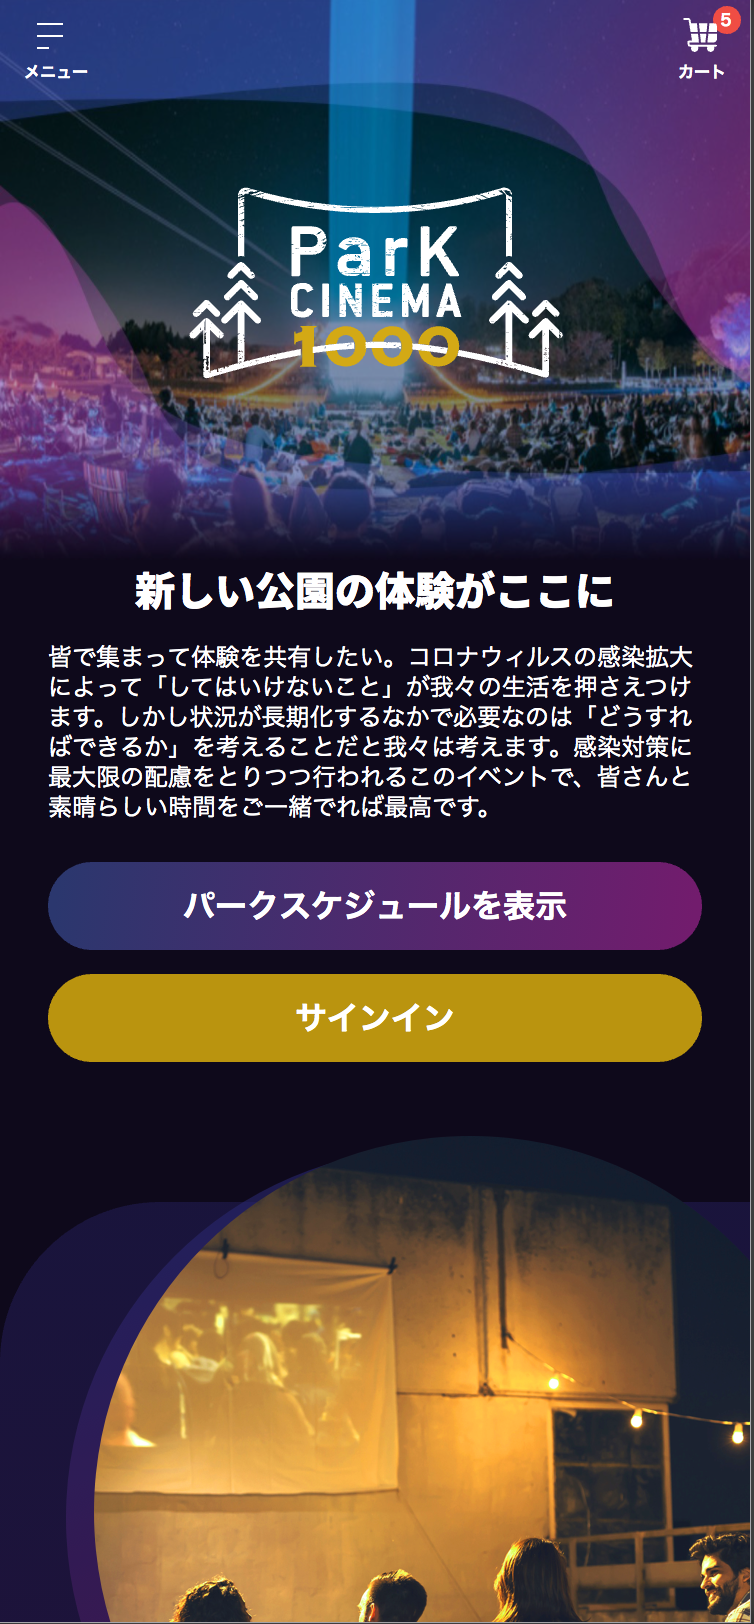 5
メニュー
カート
ParK
CINEMA
1000
新しい公園の体験がここに
皆で集まって体験を共有したい。コロナウィルスの感染拡大
によって「してはいけないこと」が我々の生活を押さえつけ
ます。しかし状況が長期化するなかで必要なのは「どうすれ
ばできるか」を考えることだと我々は考えます。感染対策に
最大限の配慮をとりつつ行われるこのイベントで、皆さんと
素晴らしい時間をご一緒でれば最高です。
パークスケジュールを表示
サインイン